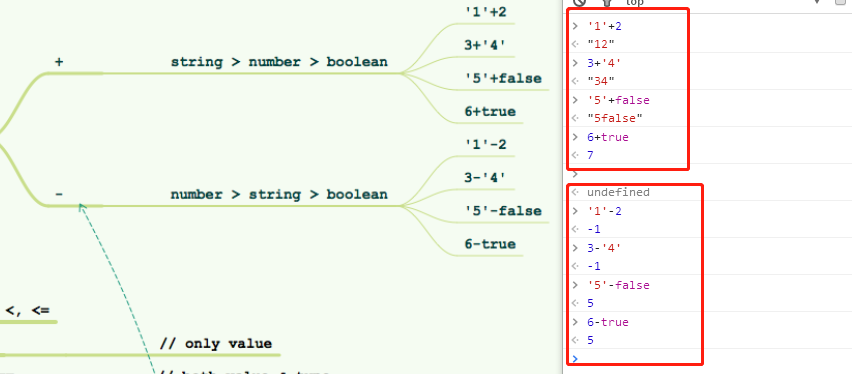 +
string > number > boolean
'1'+2
3+'4'
'5'+false
6+true
-
number > string > boolean
'1'-2
3-'4'
'5'-false
6-true
<, <=
// only value
top
> '1'+2
"12"
> 3+'4'
"34"
> '5'+false
"5false"
> 6+true
7
>
undefined
> '1'-2
-1
> 3-'4'
-1
> '5'-false
5
> 6-true
5
>